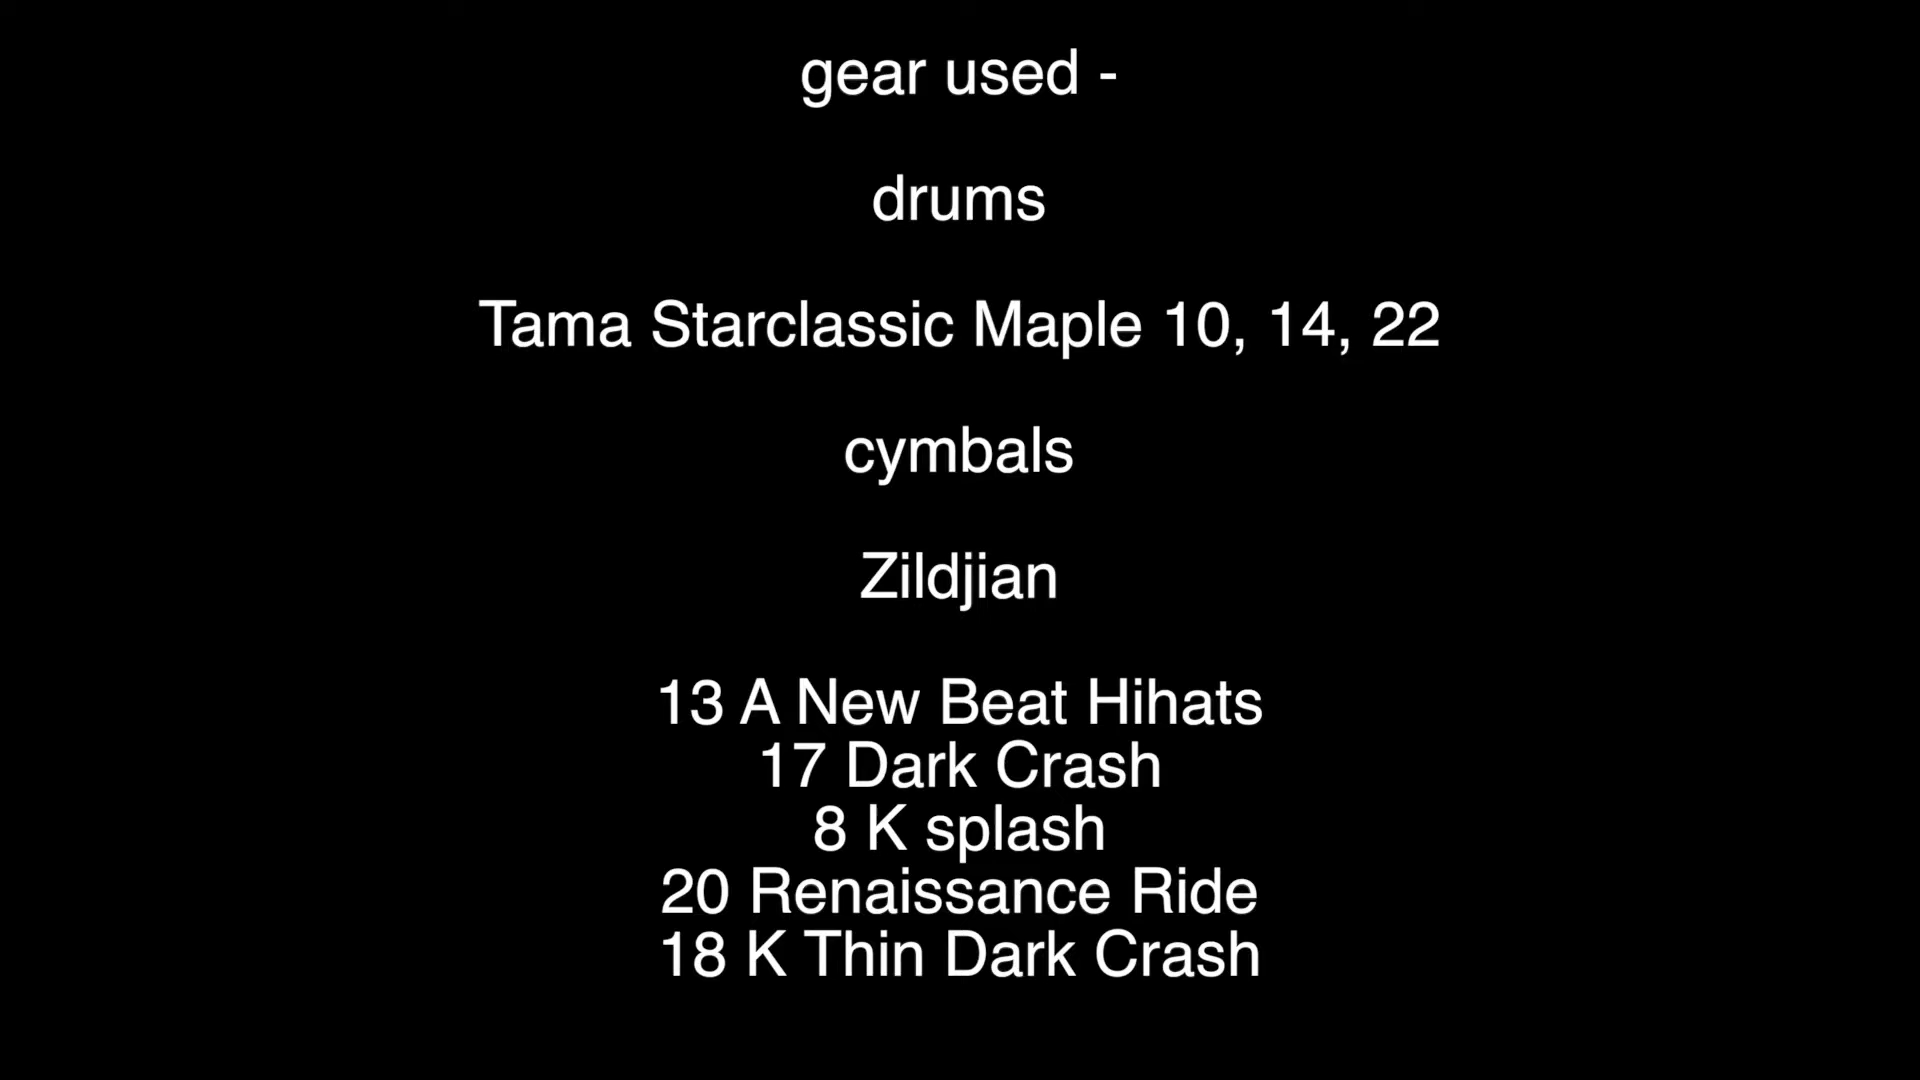 gear used -
drums
Tama Starclassic Maple 10, 14, 22
cymbals
Zildjian
13 A New Beat Hihats
17 Dark Crash
8 K splash
20 Renaissance Ride
18 K Thin Dark Crash